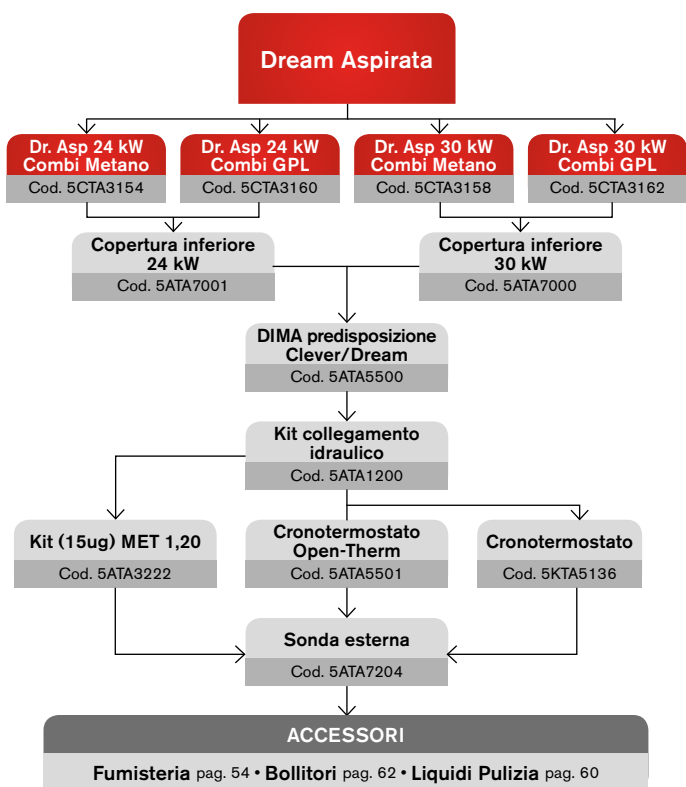 Dream Aspirata
Dr. Asp 24 kW
Combi Metano
Cod. 5CTA3154
Dr. Asp 24 kW
Combi GPL
Cod. 5CTA3160
Dr. Asp 30 kW
Combi Metano
Cod. 5CTA3158
Dr. Asp 30 kW
Combi GPL
Cod. 5CTA3162
Copertura inferiore
24 kW
Cod. 5ATA7001
Copertura inferiore
30 kW
Cod. 5ATA7000
DIMA predisposizione
Clever/Dream
Cod. 5ATA5500
Kit collegamento
idraulico
Cod. 5ATA1200
Kit (15ug) MET 1,20
Cod. 5ATA3222
Cronotermostato
Open-Therm
Cod. 5ATA5501
Cronotermostato
Cod. 5KTA5136
Sonda esterna
Cod. 5ATA7204
ACCESSORI
Fumisteria pag. 54 • Bollitori pag. 62 • Liquidi Pulizia pag. 60